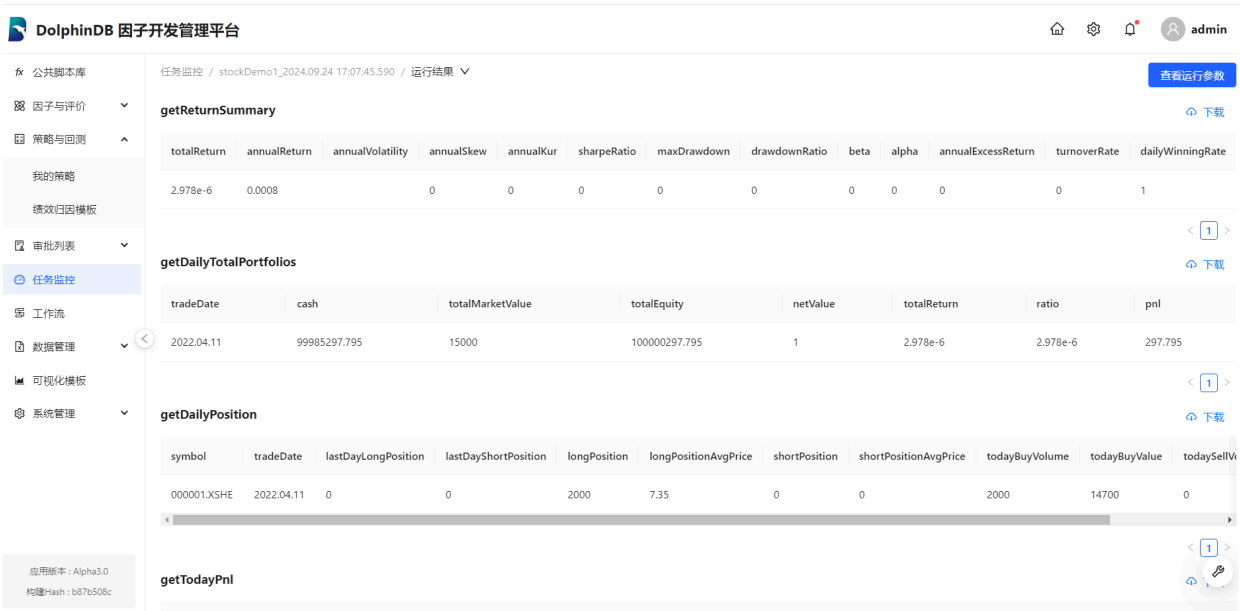 DolphinDB 因子开发管理平台
admin
fx 公共脚本库
因子与评价
策略与回测
我的策略
绩效归因模板
审批列表
任务监控
工作流
数据管理
可视化模板
系统管理
应用版本 : Alpha3.0
构建Hash : b87b508c
任务监控 / stockDemo1_2024.09.24 17:07:45.590 / 运行结果
查看运行参数
getReturnSummary
下载
totalReturn annualReturn annualVolatility annualSkew annualKur sharpeRatio maxDrawdown drawdownRatio beta alpha annualExcessReturn turnoverRate dailyWinningRate
2.978e-6 0.0008 0 0 0 0 0 0 0 0 0 1
< 1 >
getDailyTotalPortfolios
下载
tradeDate cash totalMarketValue totalEquity netValue totalReturn ratio pnl
2022.04.11 99985297.795 15000 100000297.795 1 2.978e-6 2.978e-6 297.795
< 1 >
getDailyPosition
下载
symbol tradeDate lastDayLongPosition lastDayShortPosition longPosition longPositionAvgPrice shortPosition shortPositionAvgPrice todayBuyVolume todayBuyValue todaySellV
000001.XSHE 2022.04.11 0 0 2000 7.35 0 0 2000 14700 0
< 1 >
getTodayPnl